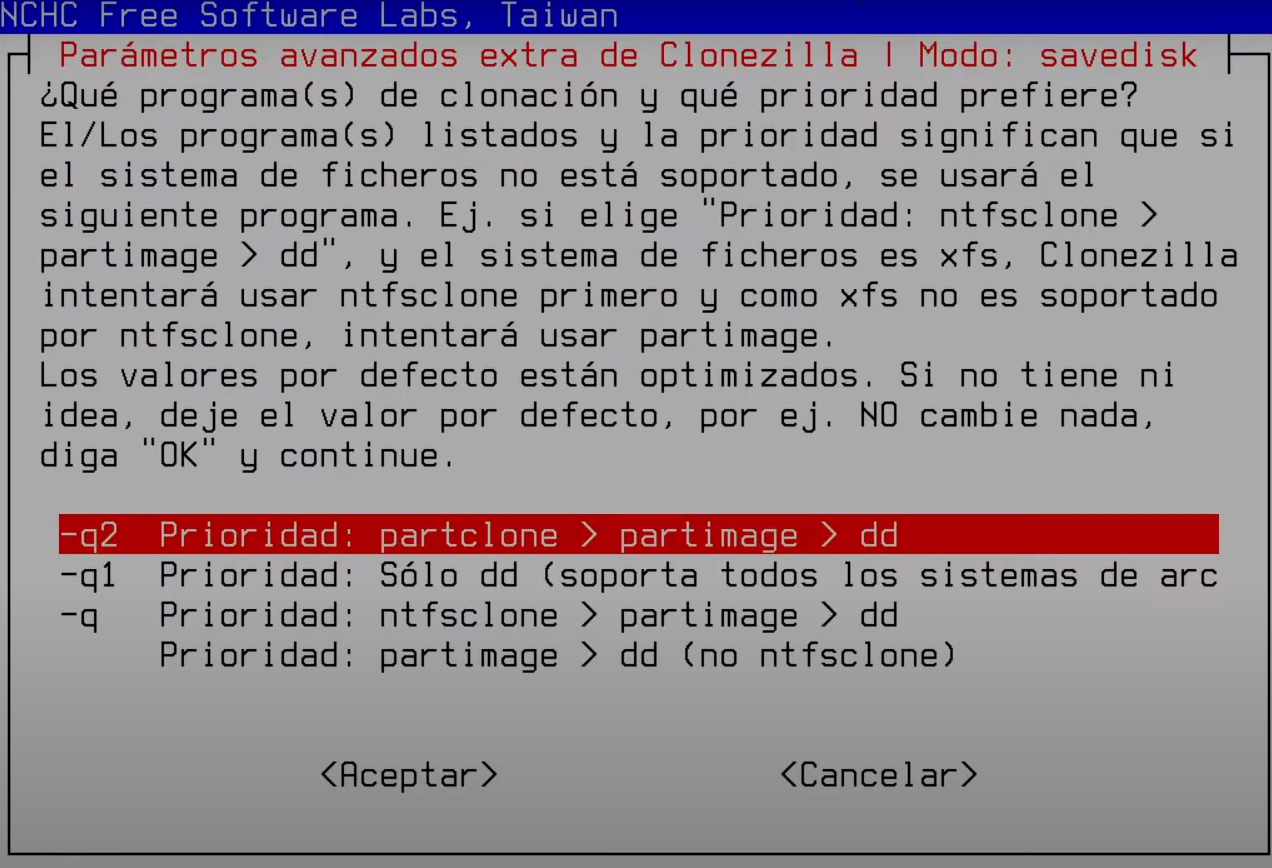 NCHC Free Software Labs, Taiwan
Parámetros avanzados extra de Clonezilla | Modo: savedisk
¿Qué programa(s) de clonación y qué prioridad prefiere?
El/Los programa(s) listados y la prioridad significan que si
el sistema de ficheros no está soportado, se usará el
siguiente programa. Ej. si elige "Prioridad: ntfsclone >
partimage > dd", y el sistema de ficheros es xfs, Clonezilla
intentará usar ntfsclone primero y como xfs no es soportado
por ntfsclone, intentará usar partimage.
Los valores por defecto están optimizados. Si no tiene ni
idea, deje el valor por defecto, por ej. NO cambie nada,
diga "OK" y continue.
-q2 Prioridad: partclone > partimage > dd
-q1 Prioridad: Sólo dd (soporta todos los sistemas de arc
-q Prioridad: ntfsclone > partimage > dd
Prioridad: partimage > dd (no ntfsclone)
<Aceptar> <Cancelar>